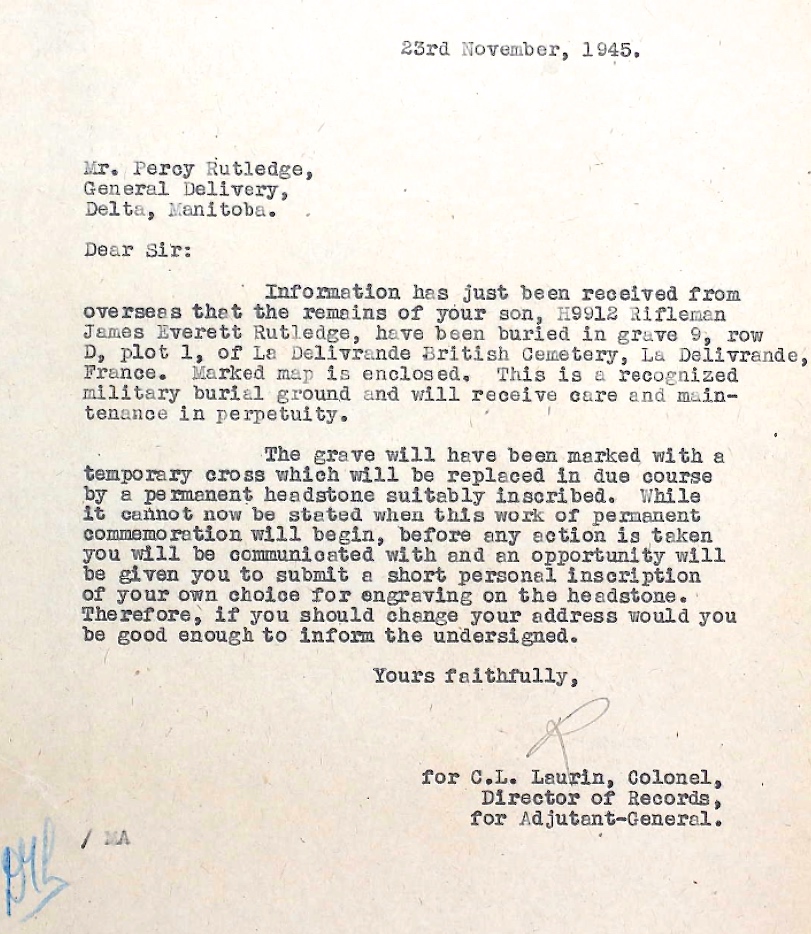 23rd November, 1945.
Mr. Percy Rutledge,
General Delivery,
Delta, Manitoba.
Dear Sir:
Information has just been received from
overseas that the remains of your son, H9912 Rifleman
James Everett Rutledge, have been buried in grave 9, row
D, plot 1, of La Delivrande British Cemetery, La Delivrande,
France. Marked map is enclosed. This is a recognized
military burial ground and will receive care and main-
tenance in perpetuity.
The grave will have been marked with a
temporary cross which will be replaced in due course
by a permanent headstone suitably inscribed. While
it cannot now be stated when this work of permanent
commemoration will begin, before any action is taken
you will be communicated with and an opportunity will
be given you to submit a short personal inscription
of your own choice for engraving on the headstone.
Therefore, if you should change your address would you
be good enough to inform the undersigned.
Yours faithfully,
for C.L. Laurin, Colonel,
Director of Records,
for Adjutant-General.
/ MA